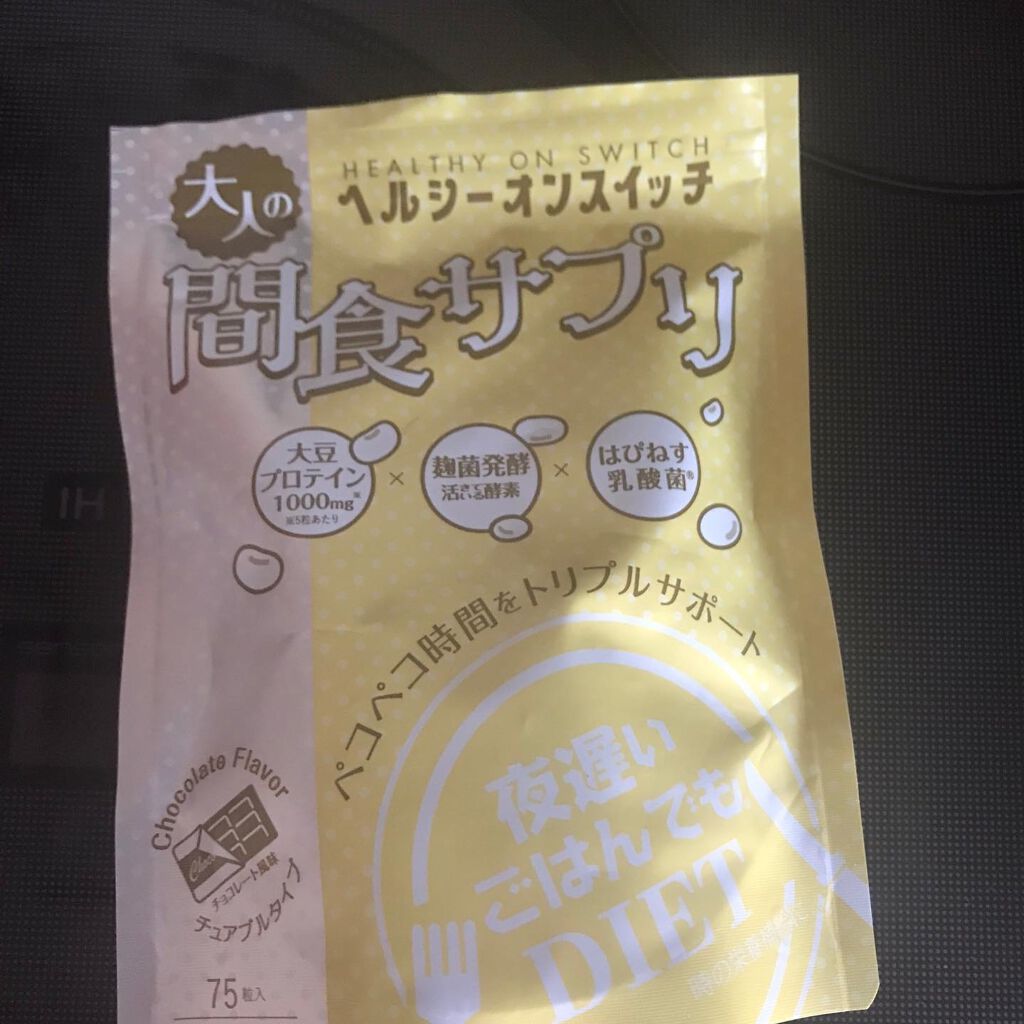 大人の
HEALTHY ON SWITCH
ヘルシーオンスイッチ
間食サプリ
大豆
プロテイン
1000mg※
※5粒あたり
×
麹菌発酵
活きている酵素
×
はぴねす
乳酸菌®
ペコペコ時間をトリプルサポート
夜遅い
ごはんでも
DIET
Chocolate Flavor
Choco
チョコレート風味
チュアブルタイプ
75粒入